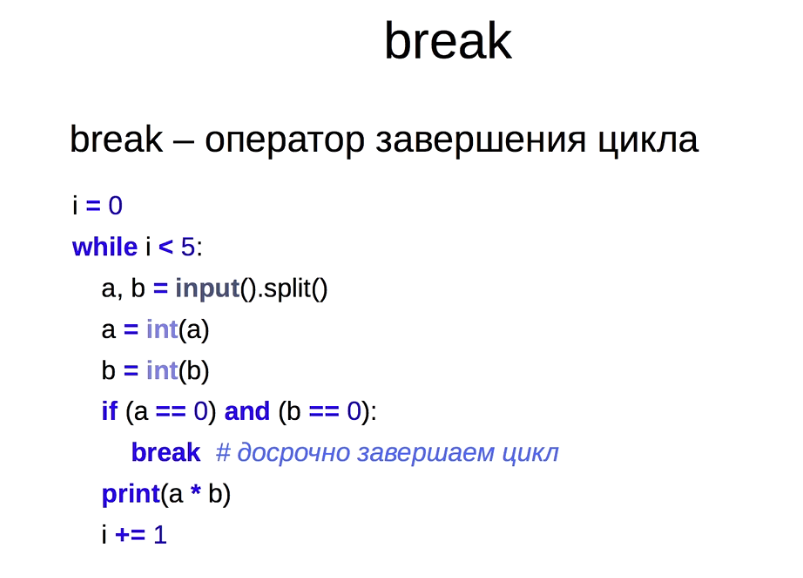 break
break – оператор завершения цикла
i = 0
while i < 5:
a, b = input().split()
a = int(a)
b = int(b)
if (a == 0) and (b == 0):
break # досрочно завершаем цикл
print(a * b)
i += 1